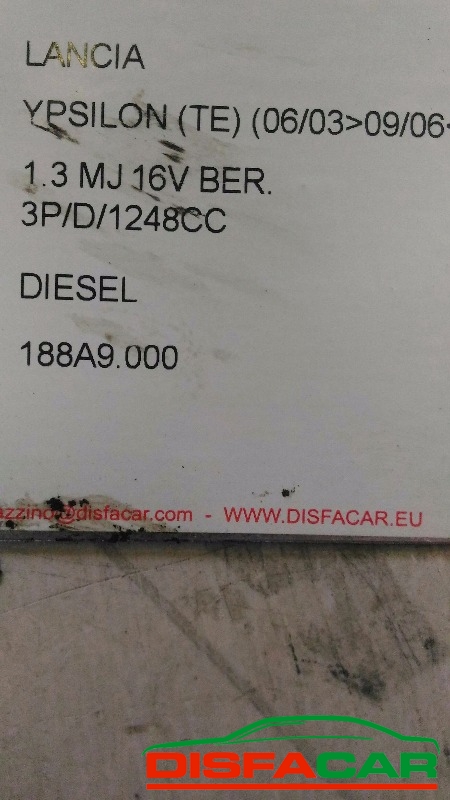 LANCIA
YPSILON (TE) (06/03>09/06
1.3 MJ 16V BER.
3P/D/1248CC
DIESEL
188A9.000
azzino@disfacar.com - WWW.DISFACAR.EU
DISFACAR